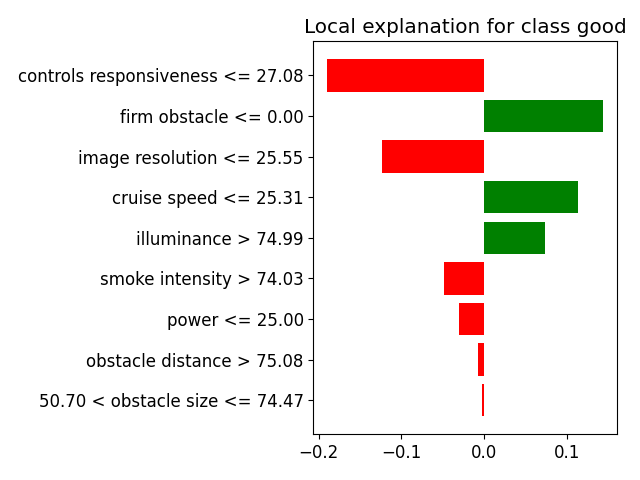 Local explanation for class good
controls responsiveness <= 27.08
firm obstacle <= 0.00
image resolution <= 25.55
cruise speed <= 25.31
illuminance > 74.99
smoke intensity > 74.03
power <= 25.00
obstacle distance > 75.08
50.70 < obstacle size <= 74.47
−0.2 −0.1 0.0 0.1